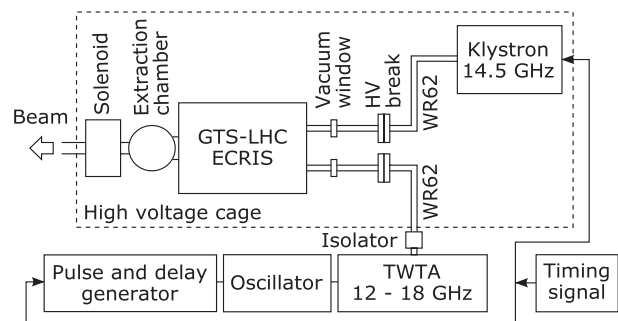 Solenoid
Extraction
chamber
Vacuum
window
HV
break
WR62
Klystron
14.5 GHz
Beam
GTS-LHC
ECRIS
WR62
High voltage cage
Isolator
Pulse and delay
generator
Oscillator
TWTA
12 - 18 GHz
Timing
signal